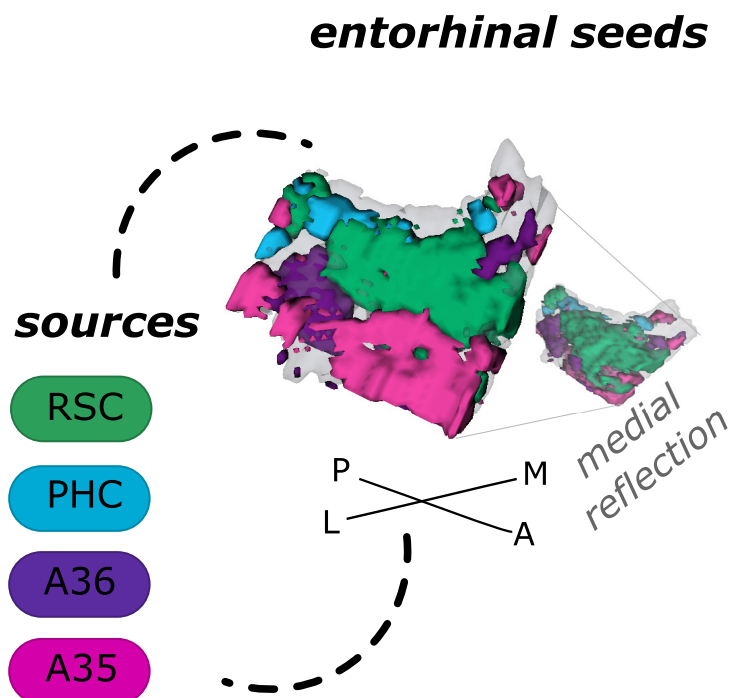 entorhinal seeds
sources
RSC
PHC
A36
A35
P
M
L
A
medial
reflection